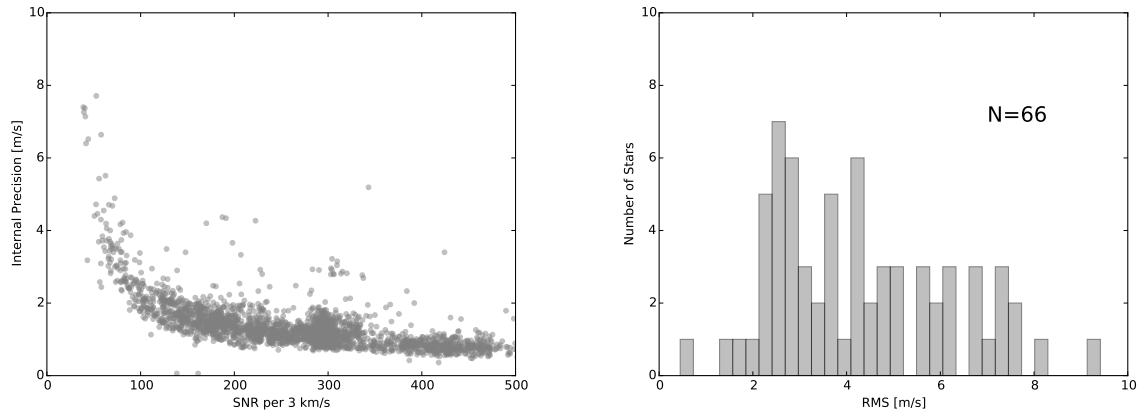 10
8
6
4
2
0
Internal Precision [m/s]
0 100 200 300 400 500
SNR per 3 km/s
10
8
6
4
2
0
Number of Stars
N=66
0 2 4 6 8 10
RMS [m/s]